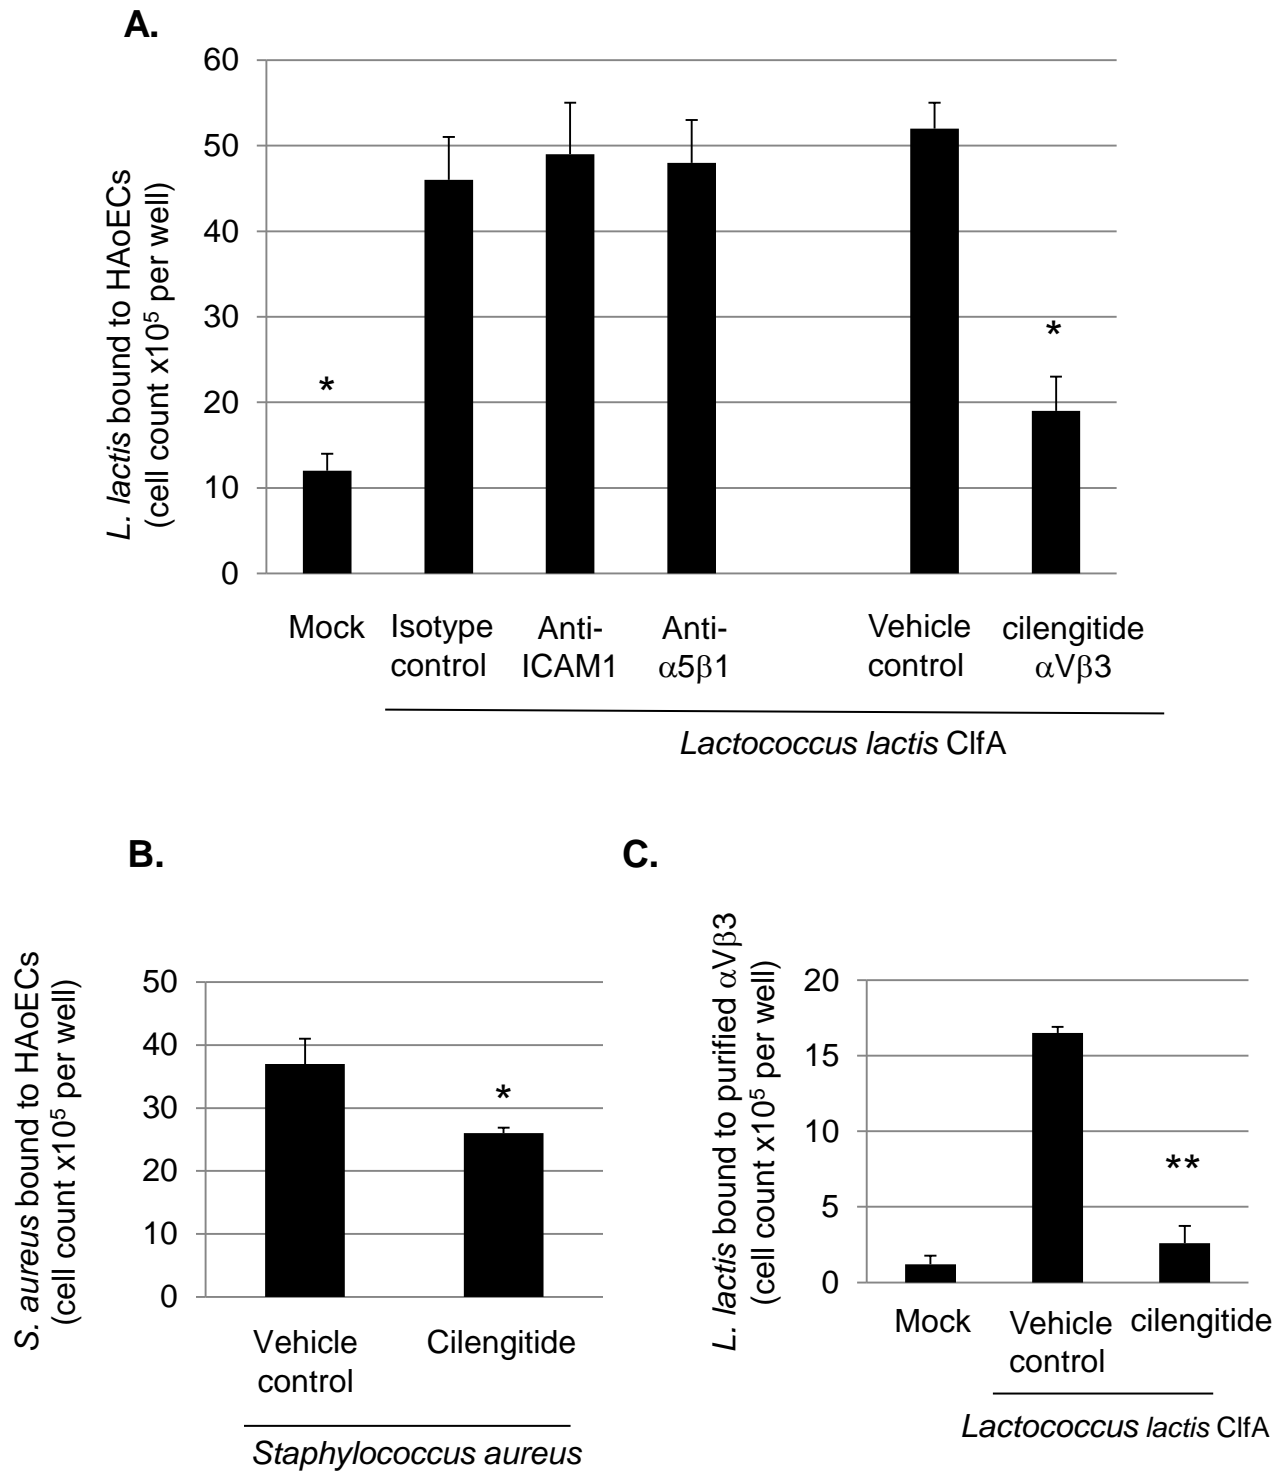 A.
60
50
40
30
20
10
0
L. lactis bound to HAoECs
(cell count x10⁵ per well)
*
*
Mock
Isotype
control
Anti-
ICAM1
Anti-
α5β1
Vehicle
control
cilengitide
αVβ3
Lactococcus lactis ClfA
B.
50
40
30
20
10
0
S. aureus bound to HAoECs
(cell count x10⁵ per well)
*
Vehicle
control
Cilengitide
Staphylococcus aureus
C.
20
15
10
5
0
L. lactis bound to purified αVβ3
(cell count x10⁵ per well)
**
Mock
Vehicle
control
cilengitide
Lactococcus lactis ClfA